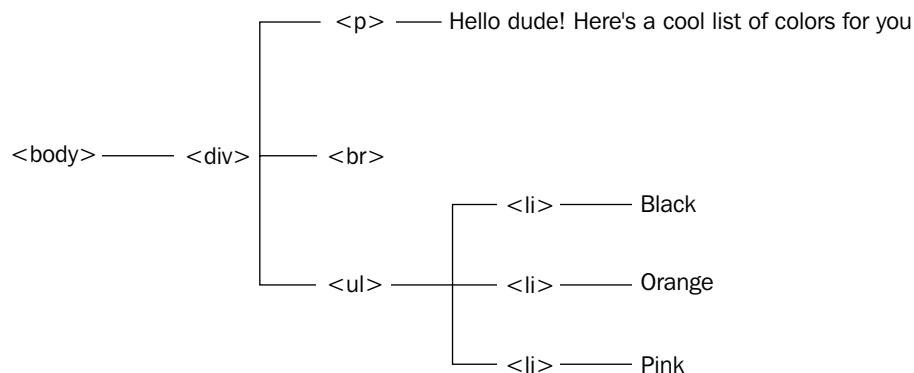 <p> Hello dude! Here's a cool list of colors for you
<body> <div> <br>
<li> Black
<ul> <li> Orange
<li> Pink